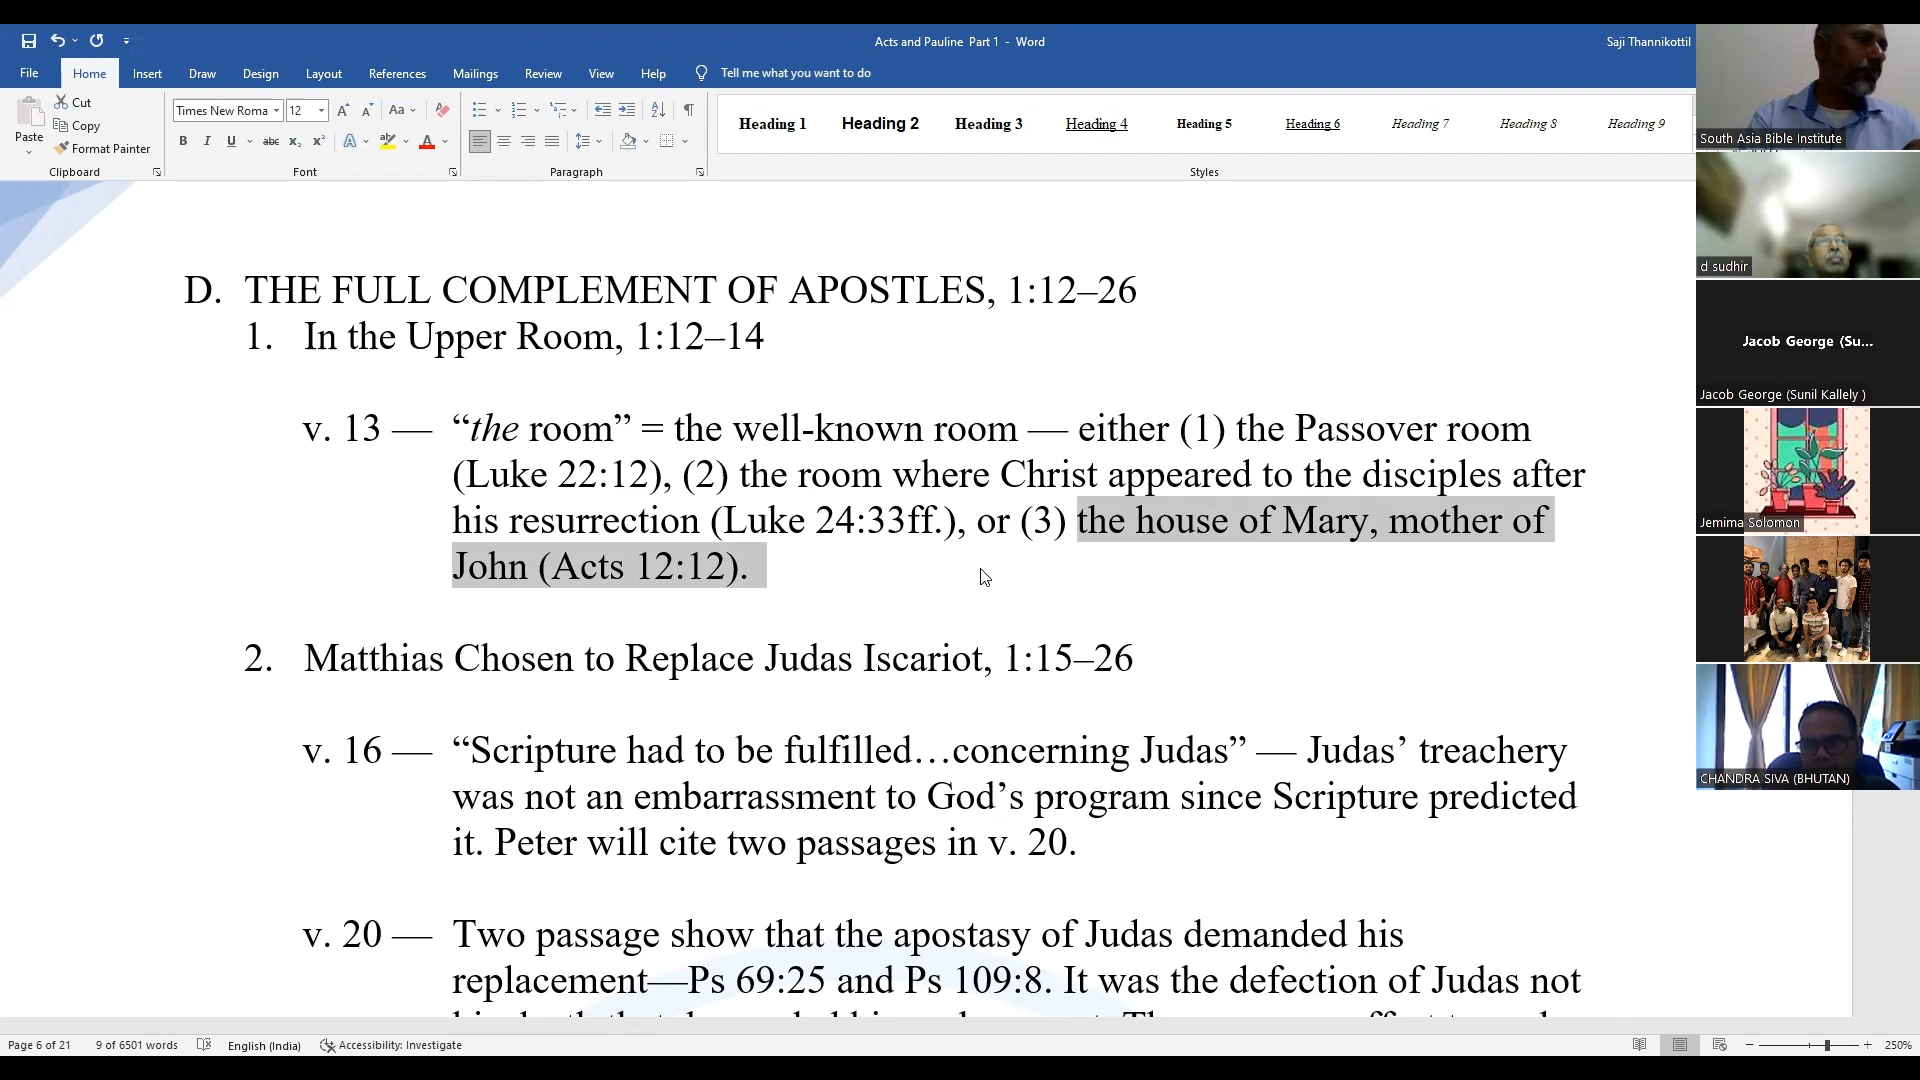 Acts and Pauline Part 1 - Word
Saji Thannikottil
File Home Insert Draw Design Layout References Mailings Review View Help Tell me what you want to do
Paste
Cut
Copy
Format Painter
Clipboard
Times New Roma 12
Font
Paragraph
Heading 1 Heading 2 Heading 3 Heading 4 Heading 5 Heading 6 Heading 7 Heading 8 Heading 9
Styles
D. THE FULL COMPLEMENT OF APOSTLES, 1:12–26
1. In the Upper Room, 1:12–14
v. 13 — “the room” = the well-known room — either (1) the Passover room
(Luke 22:12), (2) the room where Christ appeared to the disciples after
his resurrection (Luke 24:33ff.), or (3) the house of Mary, mother of
John (Acts 12:12).
2. Matthias Chosen to Replace Judas Iscariot, 1:15–26
v. 16 — “Scripture had to be fulfilled…concerning Judas” — Judas’ treachery
was not an embarrassment to God’s program since Scripture predicted
it. Peter will cite two passages in v. 20.
v. 20 — Two passage show that the apostasy of Judas demanded his
replacement—Ps 69:25 and Ps 109:8. It was the defection of Judas not
South Asia Bible Institute
d sudhir
Jacob George (Su...
Jacob George (Sunil Kallely )
Jemima Solomon
CHANDRA SIVA (BHUTAN)
Page 6 of 21 9 of 6501 words English (India) Accessibility: Investigate 250%